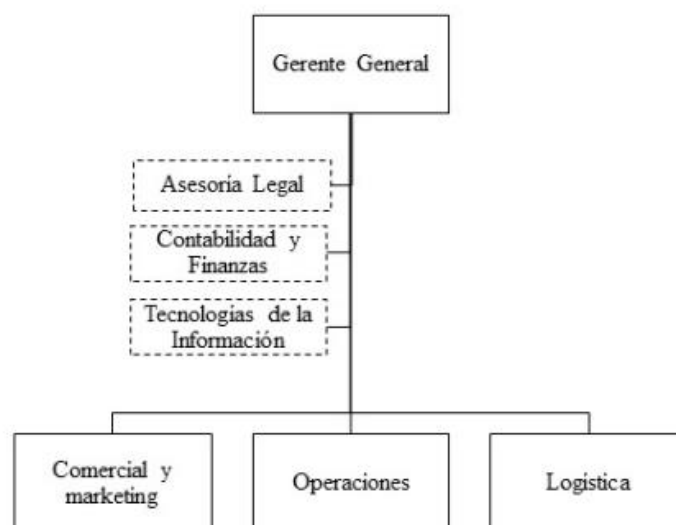 Gerente General
Asesoría Legal
Contabilidad y
Finanzas
Tecnologías de la
Información
Comercial y
marketing
Operaciones
Logística